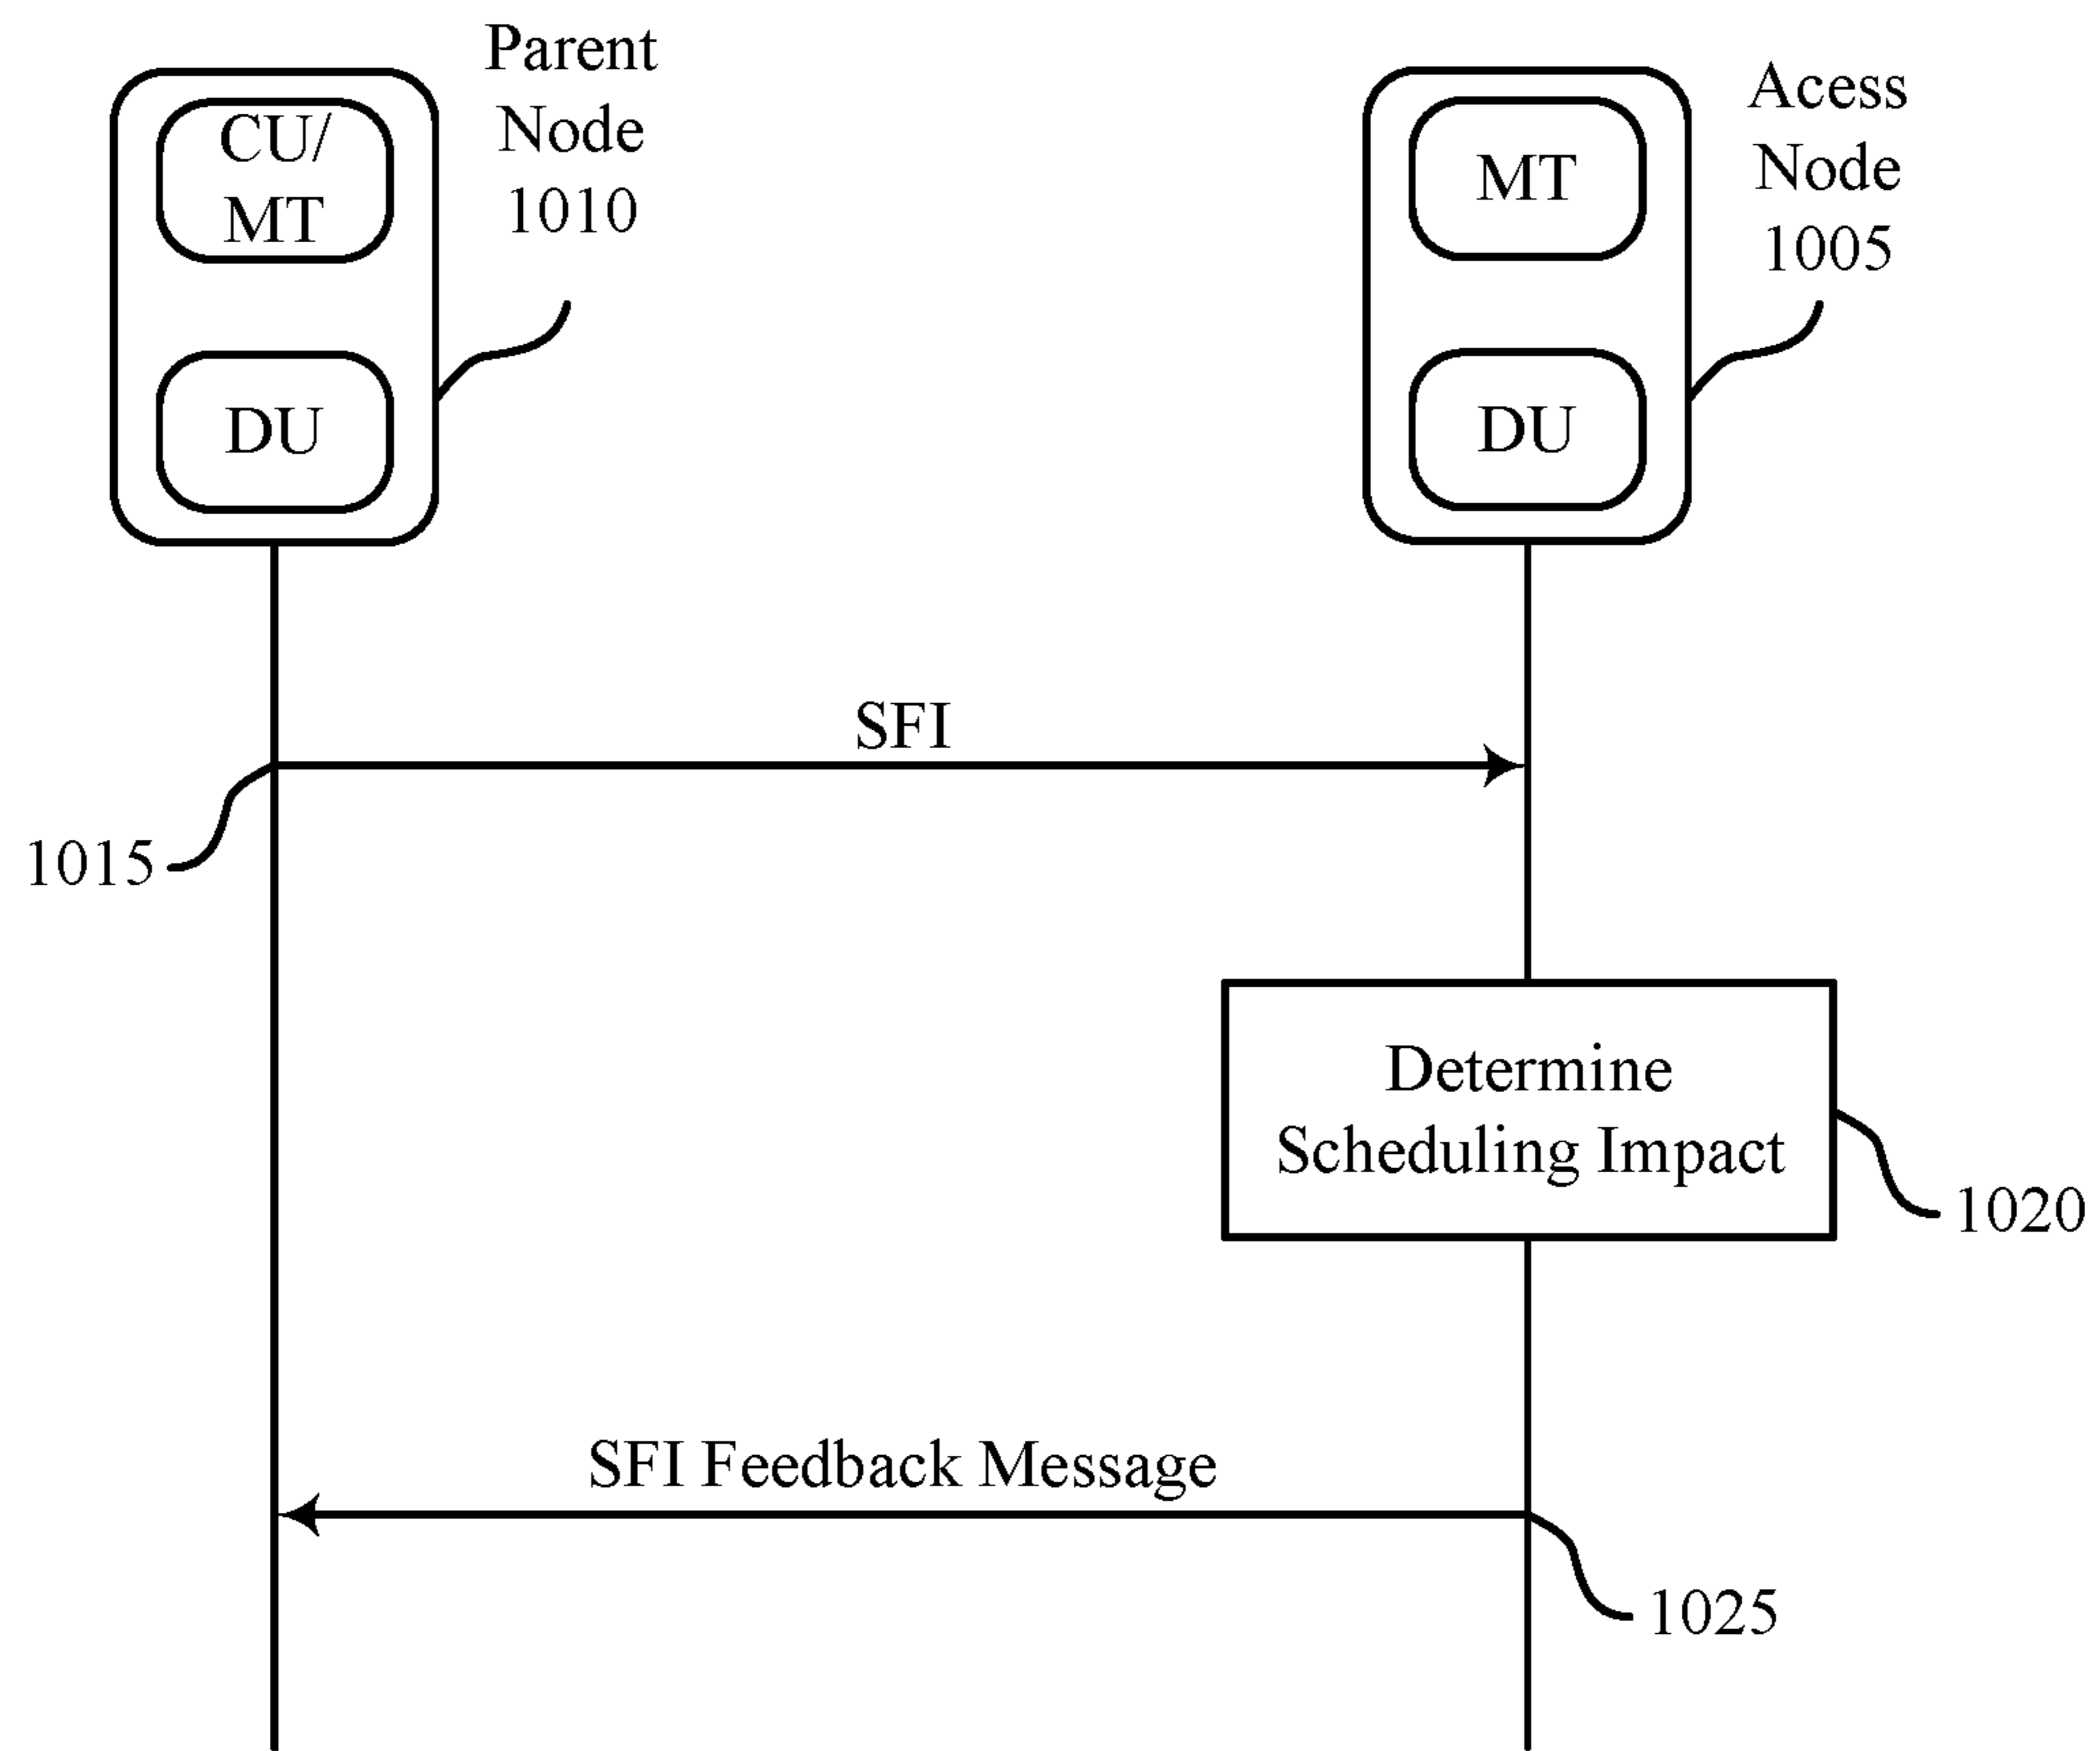 Parent
Node
1010
CU/
MT
DU
Acess
Node
1005
MT
DU
SFI
1015
Determine
Scheduling Impact
1020
SFI Feedback Message
1025